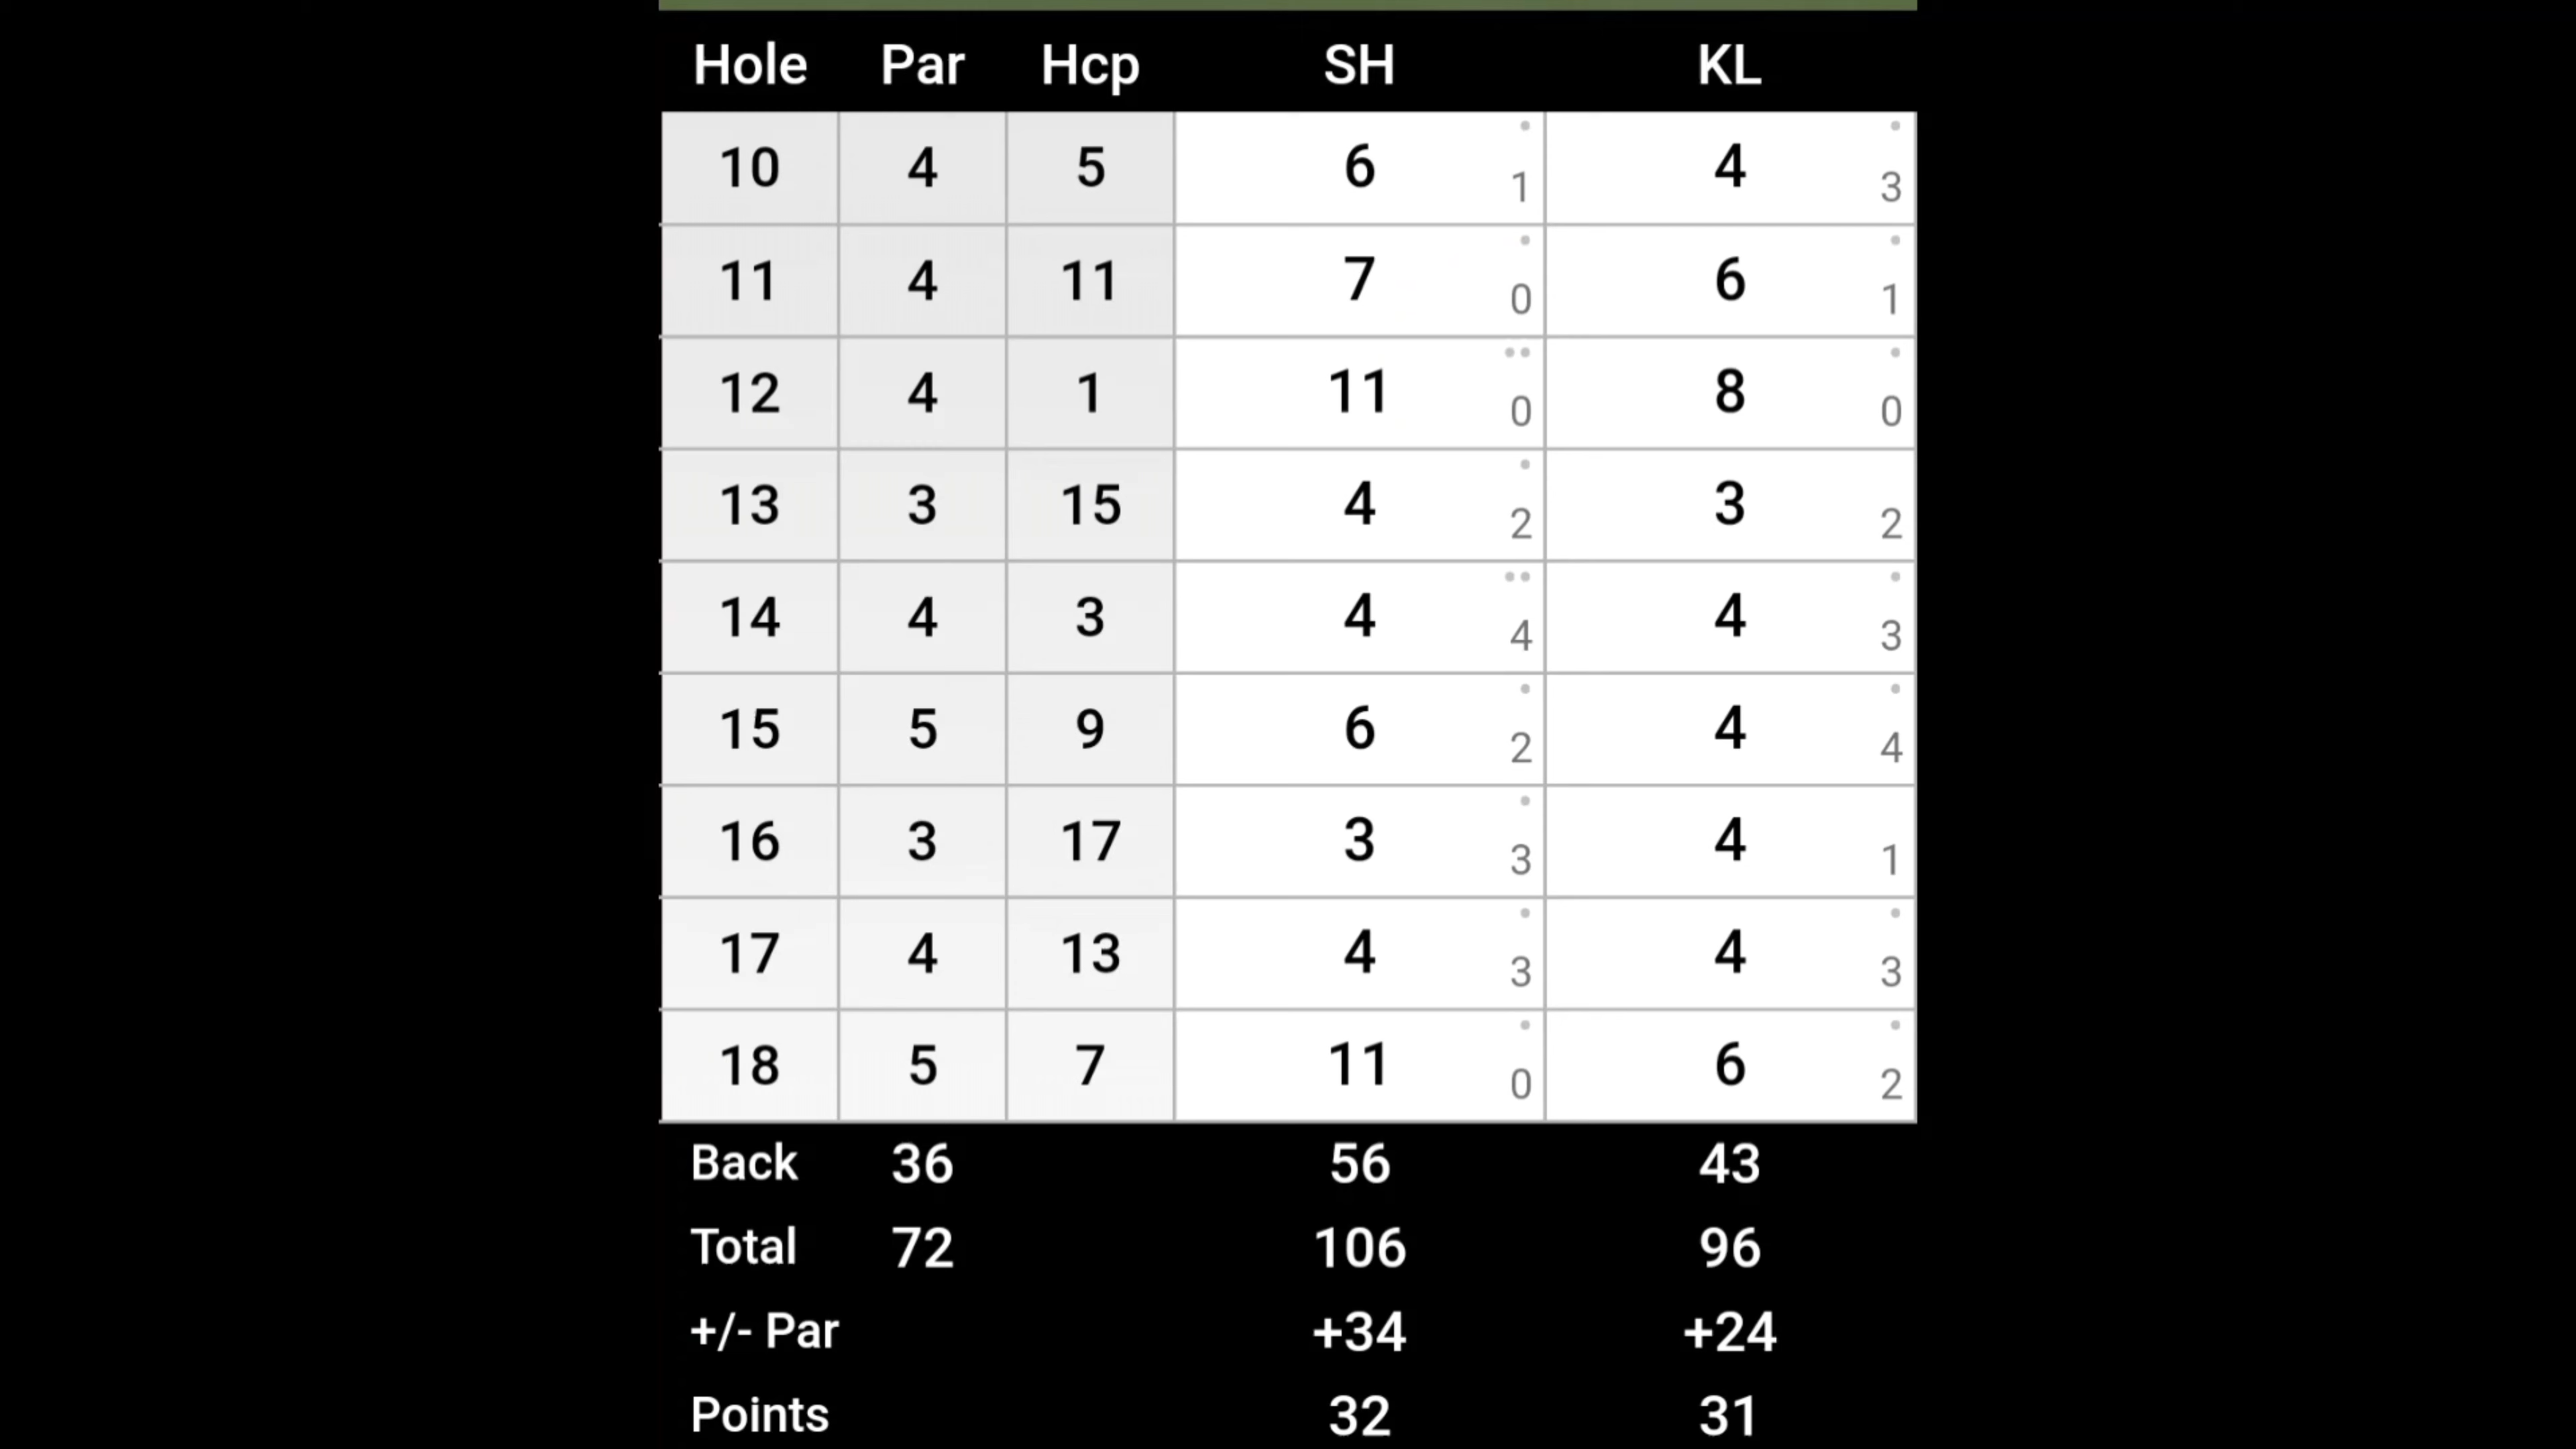 Hole Par Hcp SH KL
10 4 5 6 1 4 3
11 4 11 7 0 6 1
12 4 1 11 0 8 0
13 3 15 4 2 3 2
14 4 3 4 4 4 3
15 5 9 6 2 4 4
16 3 17 3 3 4 1
17 4 13 4 3 4 3
18 5 7 11 0 6 2
Back 36 56 43
Total 72 106 96
+/- Par +34 +24
Points 32 31